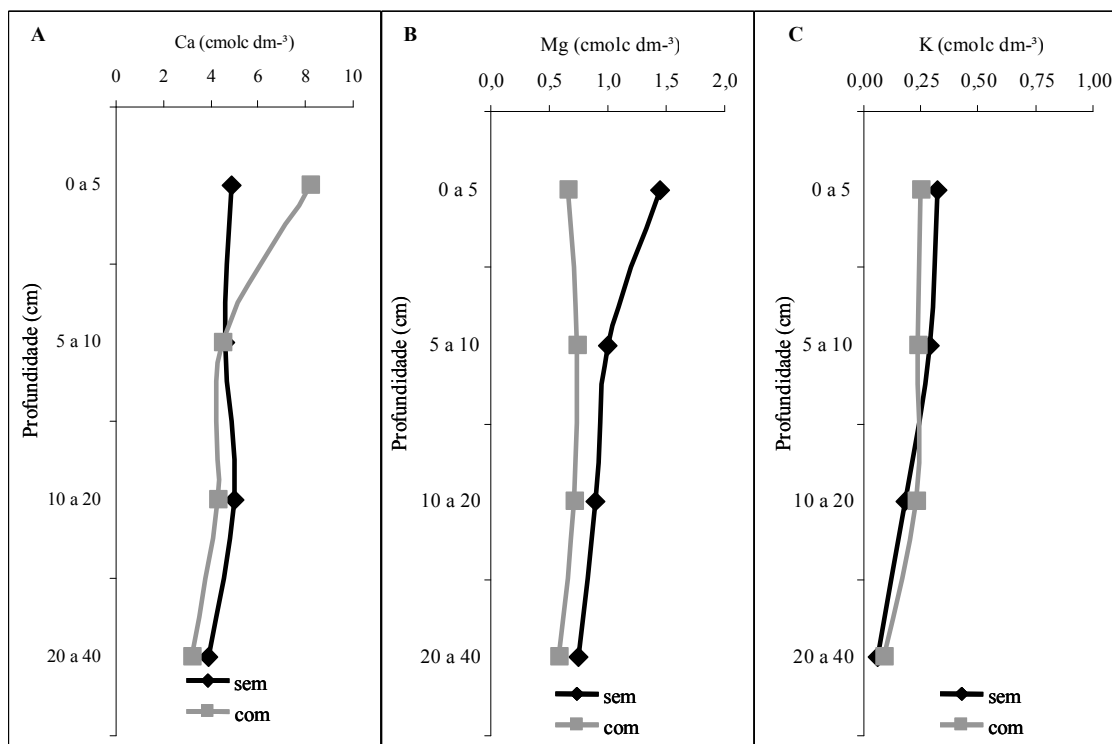 A
Ca (cmolc dm-³)
0 2 4 6 8 10
Profundidade (cm)
0 a 5
5 a 10
10 a 20
20 a 40
sem
com
B
Mg (cmolc dm-³)
0,0 0,5 1,0 1,5 2,0
Profundidade (cm)
0 a 5
5 a 10
10 a 20
20 a 40
sem
com
C
K (cmolc dm-³)
0,00 0,25 0,50 0,75 1,00
Profundidade (cm)
0 a 5
5 a 10
10 a 20
20 a 40
sem
com